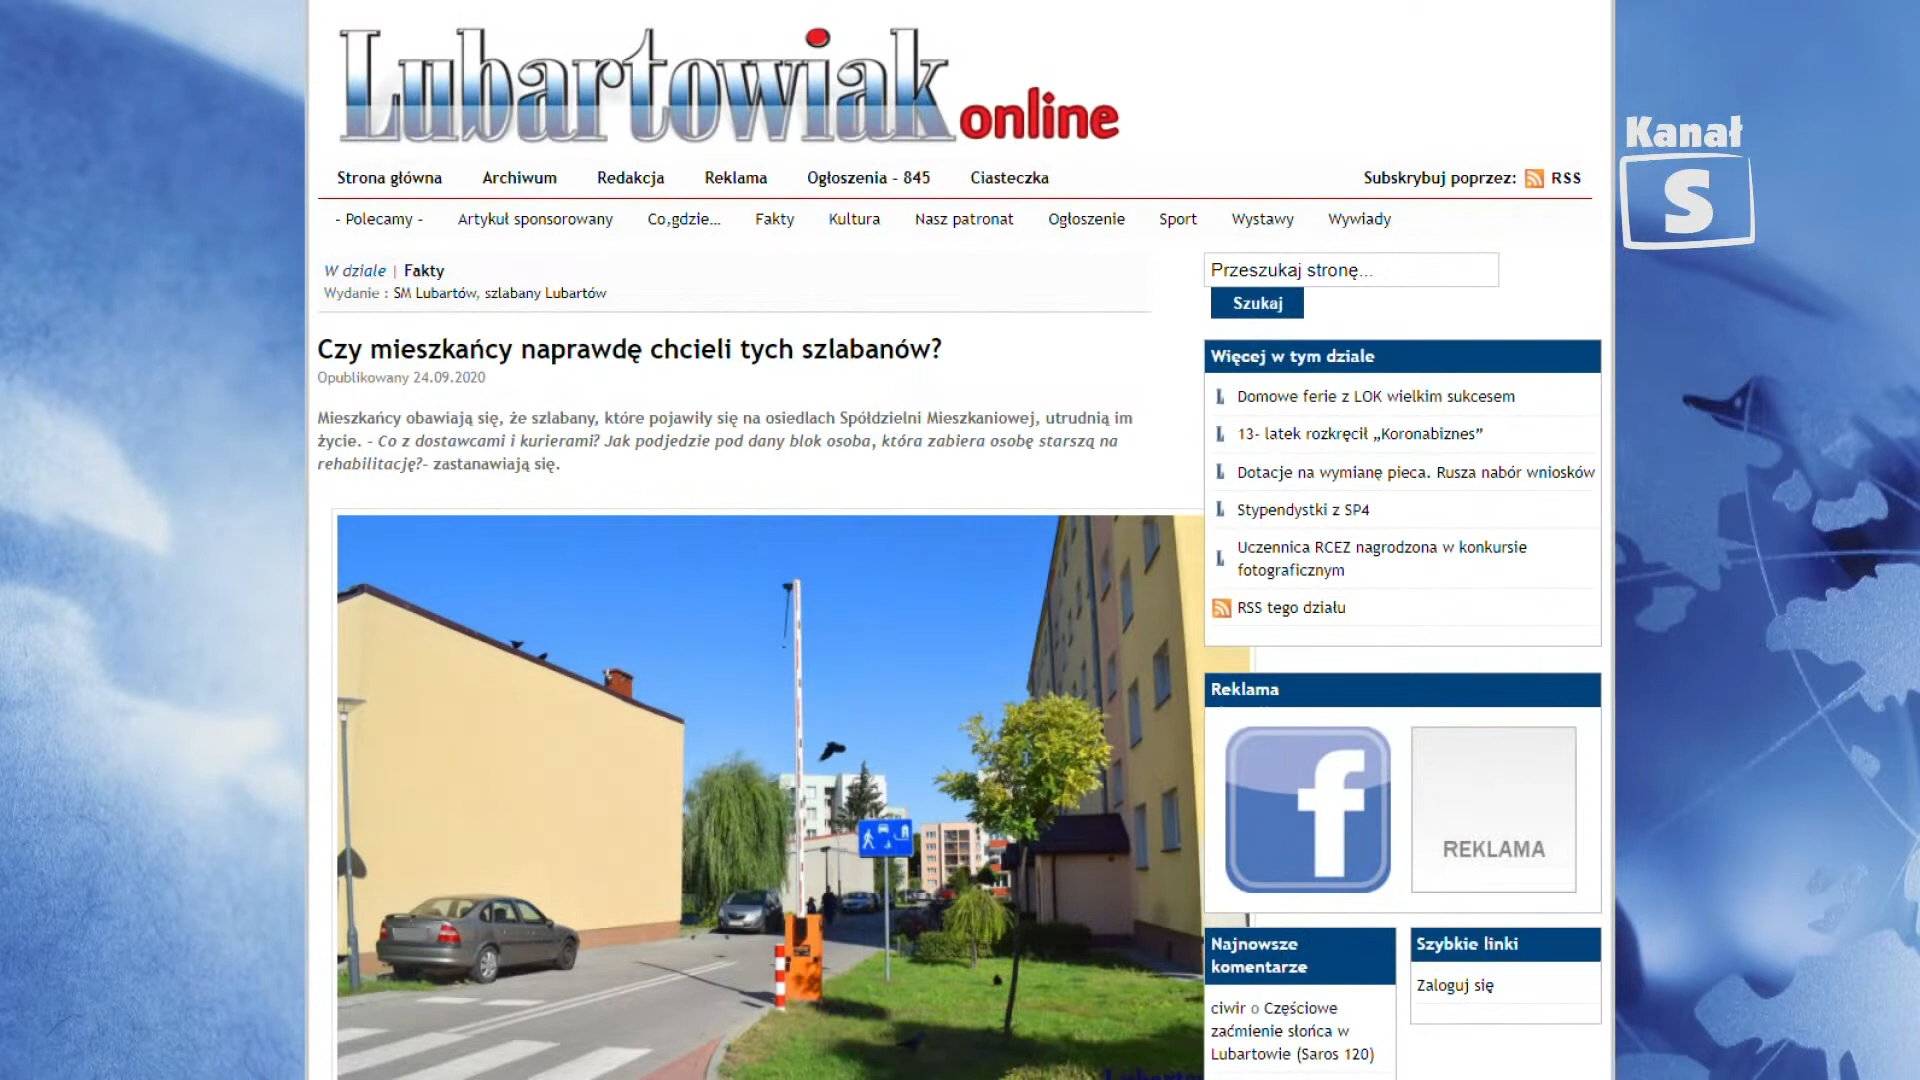 Lubartowiak online
Kanał
S
Strona główna Archiwum Redakcja Reklama Ogłoszenia - 845 Ciasteczka Subskrybuj poprzez: RSS
- Polecamy - Artykuł sponsorowany Co,gdzie... Fakty Kultura Nasz patronat Ogłoszenie Sport Wystawy Wywiady
W dziale | Fakty
Wydanie : SM Lubartów, szlabany Lubartów
Czy mieszkańcy naprawdę chcieli tych szlabanów?
Opublikowany 24.09.2020
Mieszkańcy obawiają się, że szlabany, które pojawiły się na osiedlach Spółdzielni Mieszkaniowej, utrudnią im
życie. – Co z dostawcami i kurierami? Jak podjedzie pod dany blok osoba, która zabiera osobę starszą na
rehabilitację?– zastanawiają się.
Przeszukaj stronę...
Szukaj
Więcej w tym dziale
Domowe ferie z LOK wielkim sukcesem
13- latek rozkręcił „Koronabiznes”
Dotacje na wymianę pieca. Rusza nabór wniosków
Stypendystki z SP4
Uczennica RCEZ nagrodzona w konkursie
fotograficznym
RSS tego działu
Reklama
f
REKLAMA
Najnowsze
komentarze
ciwir o Częściowe
zaćmienie słońca w
Lubartowie (Saros 120)
Szybkie linki
Zaloguj się